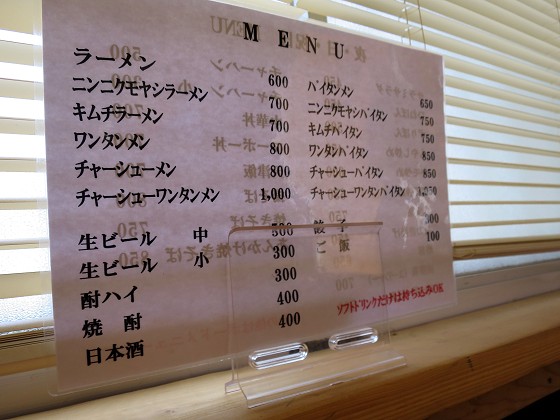 MENU
ラーメン 600
ニンニクモヤシラーメン 700
キムチラーメン 700
ワンタンメン 800
チャーシューメン 800
チャーシューワンタンメン 1,000
生ビール 中 500
生ビール 小 300
酎ハイ 300
焼酎 400
日本酒 400
パイタンメン 650
ニンニクモヤシパイタン 750
キムチパイタン 750
ワンタンパイタン 850
チャーシューパイタン 850
チャーシューワンタンパイタン
餃子 300
ご飯 100
ソフトドリンクだけは持ち込みOK